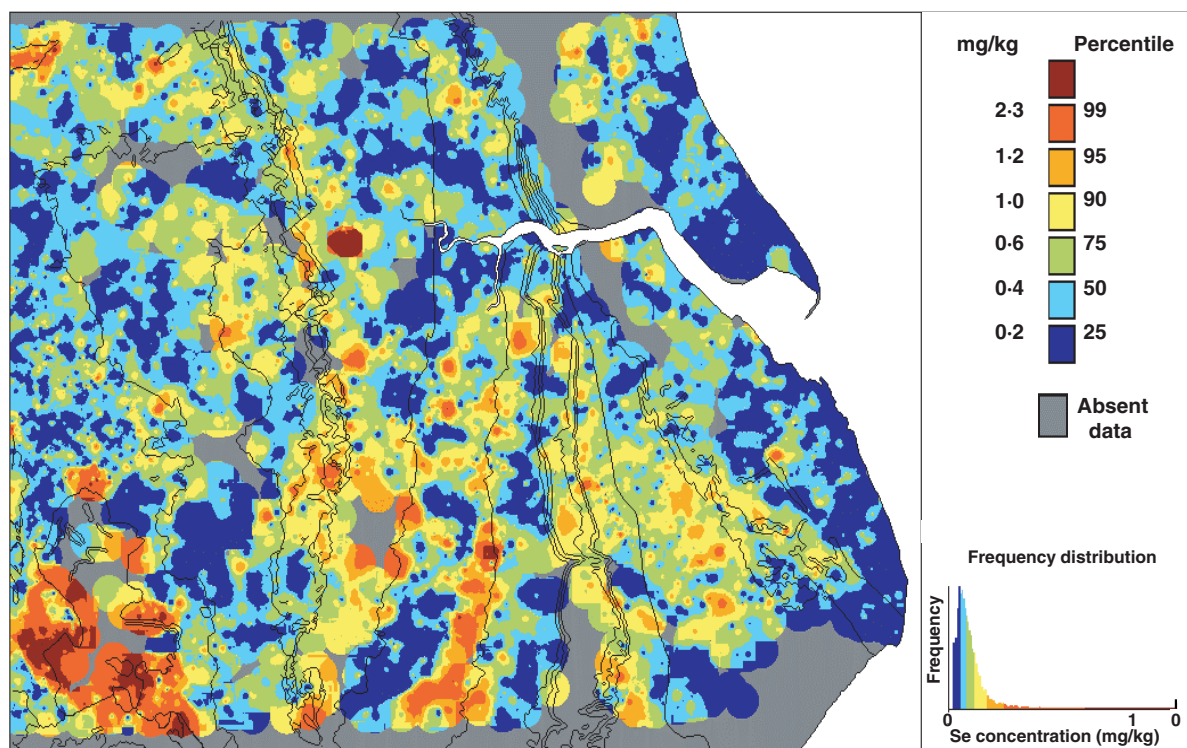 mg/kg Percentile
2·3 99
1·2 95
1·0 90
0·6 75
0·4 50
0·2 25
Absent
data
Frequency distribution
Frequency
0 1 0
Se concentration (mg/kg)